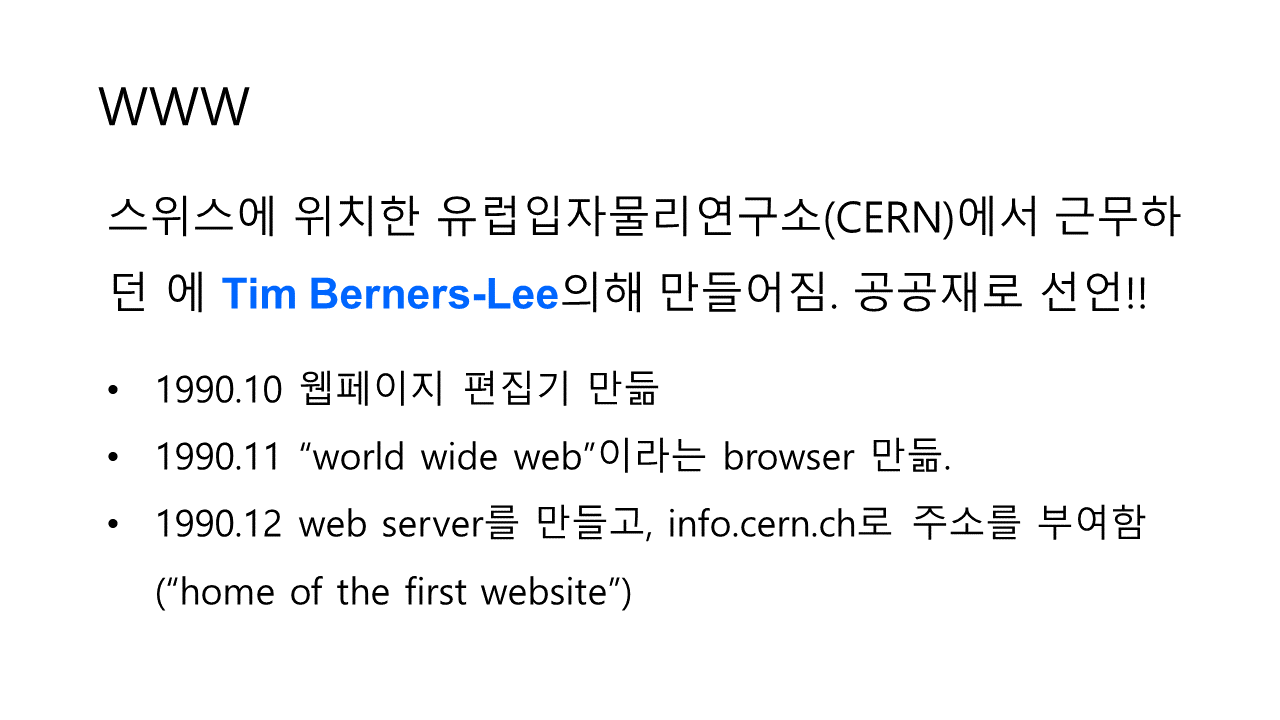 WWW
스위스에 위치한 유럽입자물리연구소(CERN)에서 근무하
던 에 Tim Berners-Lee의해 만들어짐. 공공재로 선언!!
• 1990.10 웹페이지 편집기 만듦
• 1990.11 “world wide web”이라는 browser 만듦.
• 1990.12 web server를 만들고, info.cern.ch로 주소를 부여함
(“home of the first website”)